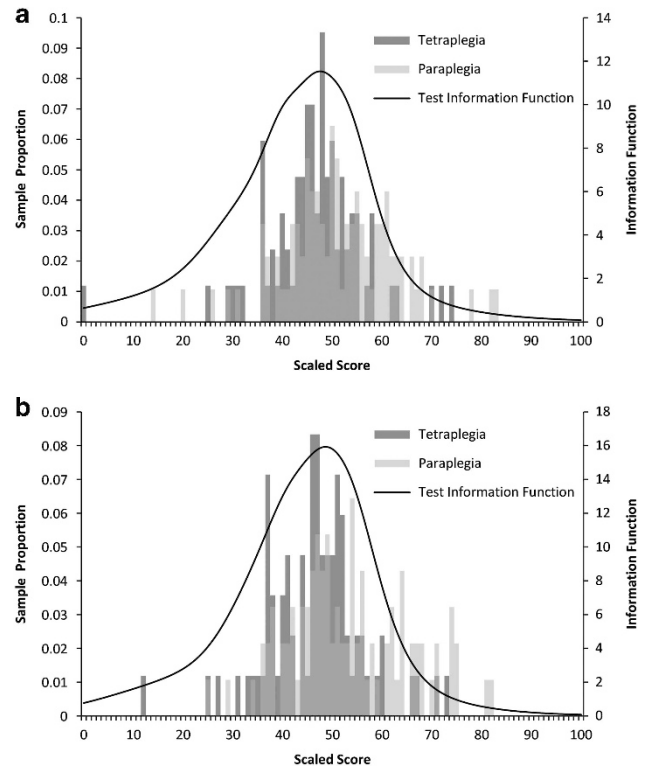 a
Sample Proportion
0.1
0.09
0.08
0.07
0.06
0.05
0.04
0.03
0.02
0.01
0
Tetraplegia
Paraplegia
Test Information Function
14
12
10
8
6
4
2
0
Information Function
0 10 20 30 40 50 60 70 80 90 100
Scaled Score
b
Sample Proportion
0.09
0.08
0.07
0.06
0.05
0.04
0.03
0.02
0.01
0
Tetraplegia
Paraplegia
Test Information Function
18
16
14
12
10
8
6
4
2
0
Information Function
0 10 20 30 40 50 60 70 80 90 100
Scaled Score